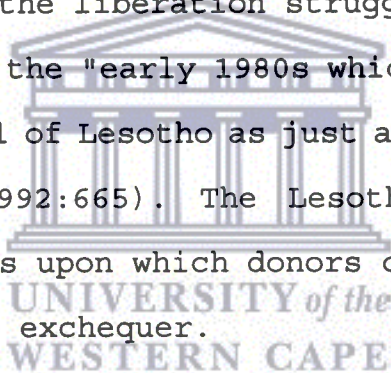 the liberation strugg
the "early 1980s whic
l of Lesotho as just a
992:665). The Lesoth
s upon which donors
UNIVERSITY of the
exchequer.
WESTERN CAPE